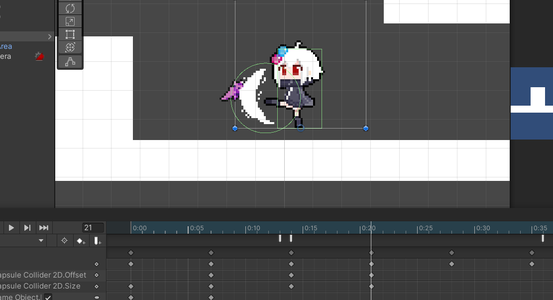 Area
era
21
0:00
0:05
0:10
0:15
0:20
0:25
0:30
0:35
apsule Collider 2D.Offset
apsule Collider 2D.Size
ame Object.